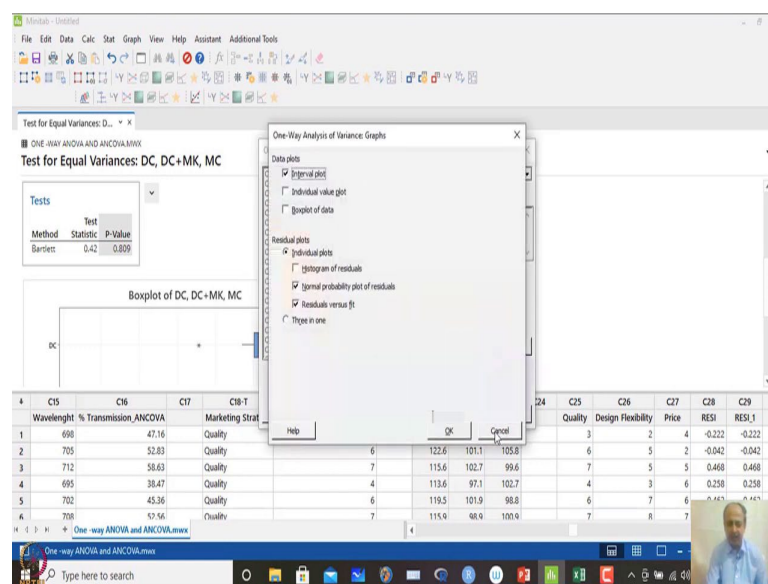 Minitab - Untitled
File Edit Data Calc Stat Graph View Help Assistant Additional Tools
Test for Equal Variances: D...
ONE -WAY ANOVA AND ANCOVA.MWX
Test for Equal Variances: DC, DC+MK, MC
Tests
Test
Method Statistic P-Value
Bartlett 0.42 0.809
Boxplot of DC, DC+MK, MC
DC
One-Way Analysis of Variance: Graphs
Data plots
Interval plot
Individual value plot
Boxplot of data
Residual plots
Individual plots
Histogram of residuals
Normal probability plot of residuals
Residuals versus fit
Three in one
Help OK Cancel
C15 C16 C17 C18-T C24 C25 C26 C27 C28 C29
Wavelenght % Transmission_ANCOVA Marketing Strat Quality Design Flexibility Price RESI RESI_1
1 698 47.16 Quality 3 2 4 -0.222 -0.222
2 705 52.83 Quality 6 122.6 101.1 105.8 6 5 2 -0.042 -0.042
3 712 58.63 Quality 7 115.6 102.7 99.6 7 5 5 0.468 0.468
4 695 38.47 Quality 4 113.6 97.1 102.7 4 3 6 0.258 0.258
5 702 45.36 Quality 6 119.5 101.9 98.8 6 7 6
6 708 52.56 Quality 7 115.9 98.9 100.9 7 8 7
One -way ANOVA and ANCOVA.mwx
One -way ANOVA and ANCOVA.mwx
Type here to search